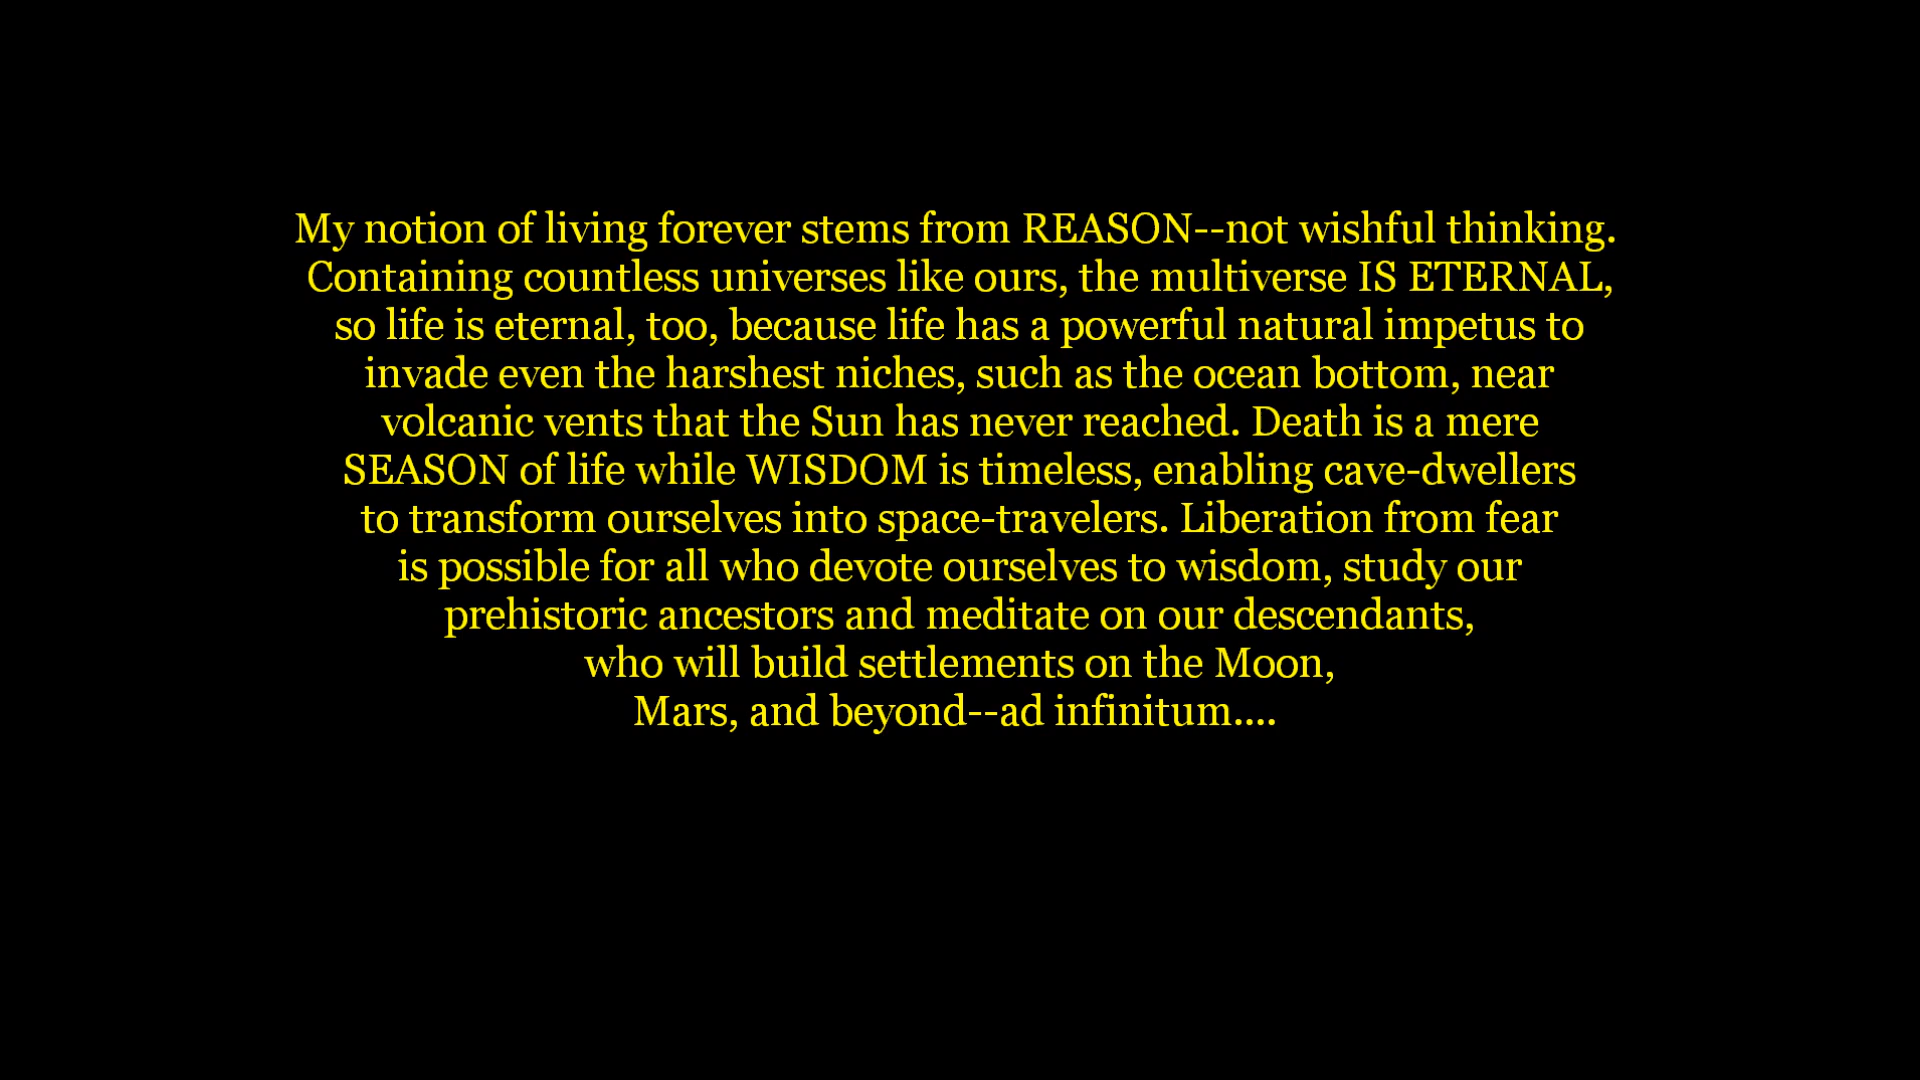 My notion of living forever stems from REASON--not wishful thinking.
Containing countless universes like ours, the multiverse IS ETERNAL,
so life is eternal, too, because life has a powerful natural impetus to
invade even the harshest niches, such as the ocean bottom, near
volcanic vents that the Sun has never reached. Death is a mere
SEASON of life while WISDOM is timeless, enabling cave-dwellers
to transform ourselves into space-travelers. Liberation from fear
is possible for all who devote ourselves to wisdom, study our
prehistoric ancestors and meditate on our descendants,
who will build settlements on the Moon,
Mars, and beyond--ad infinitum....